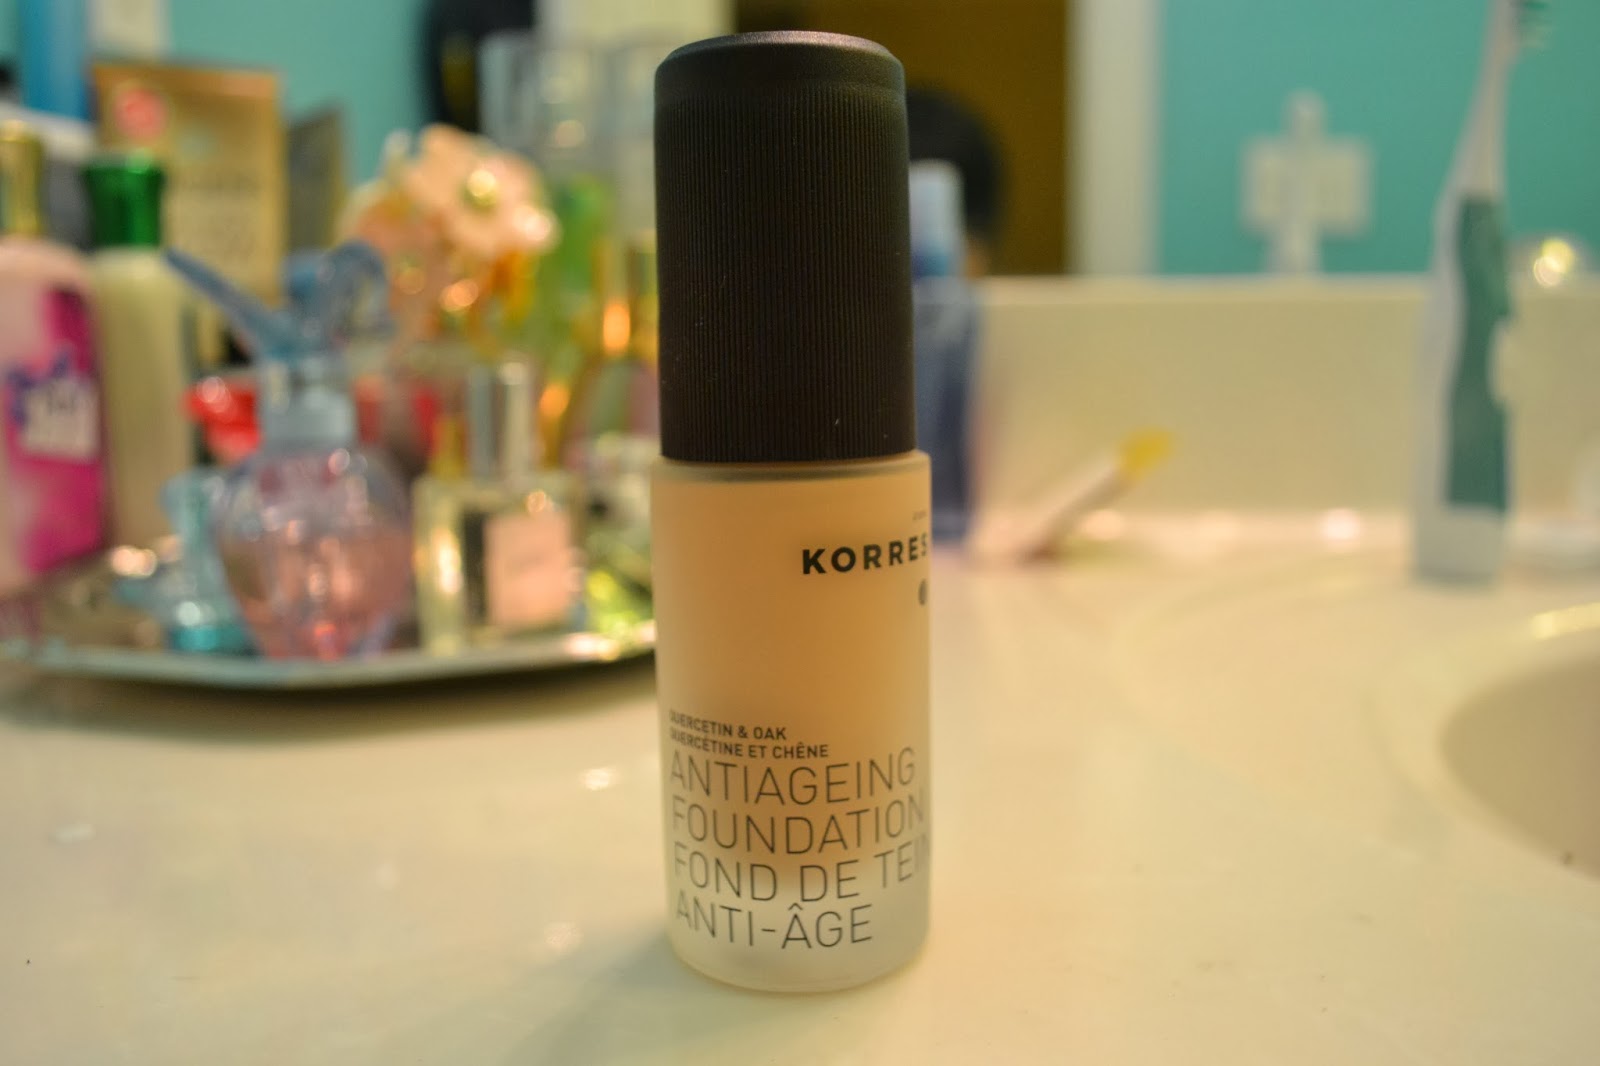 KORRES
QUERCETIN & OAK
QUERCÉTINE ET CHÊNE
ANTIAGEING
FOUNDATION
FOND DE TEIN
ANTI-ÂGE